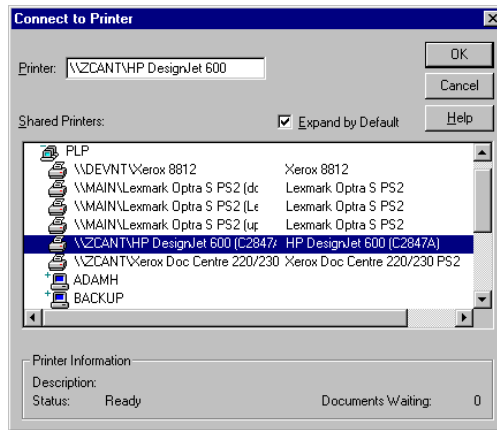 Connect to Printer
Printer: \\ZCANT\HP DesignJet 600
OK
Cancel
Help
Shared Printers:
Expand by Default
PLP
\\DEVNT\Xerox 8812 Xerox 8812
\\MAIN\Lexmark Optra S PS2 (dc Lexmark Optra S PS2
\\MAIN\Lexmark Optra S PS2 (Le Lexmark Optra S PS2
\\MAIN\Lexmark Optra S PS2 (up Lexmark Optra S PS2
\\ZCANT\HP DesignJet 600 (C2847A HP DesignJet 600 (C2847A)
\\ZCANT\Xerox Doc Centre 220/230 Xerox Doc Centre 220/230 PS2
ADAMH
BACKUP
Printer Information
Description:
Status: Ready Documents Waiting: 0